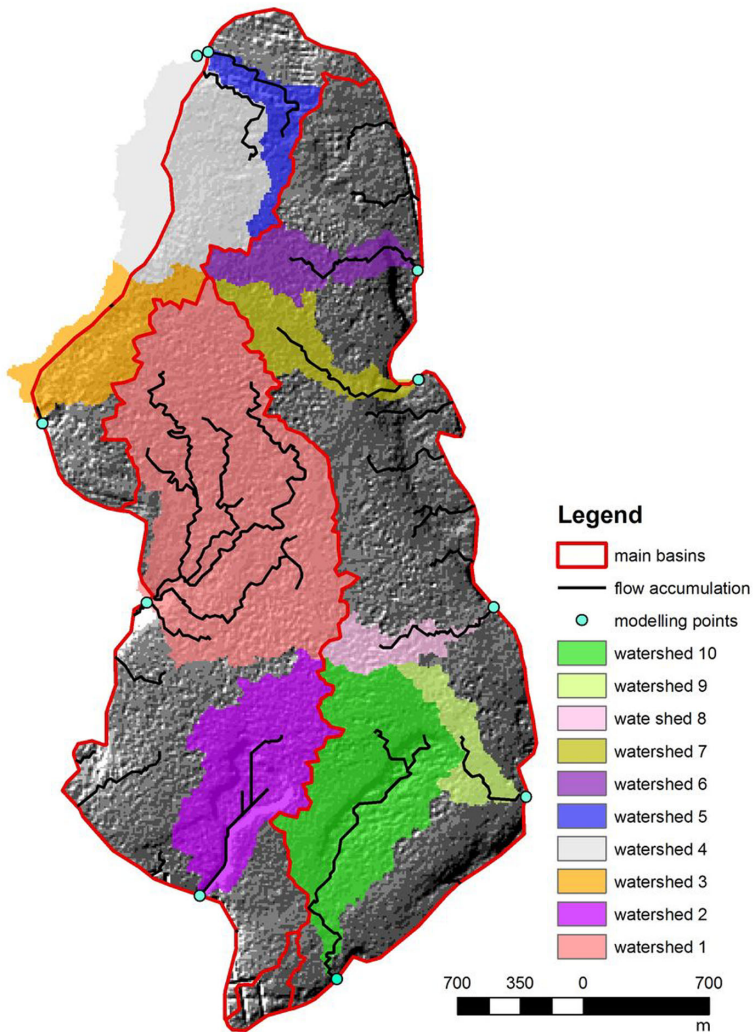 Legend
main basins
flow accumulation
modelling points
watershed 10
watershed 9
wate shed 8
watershed 7
watershed 6
watershed 5
watershed 4
watershed 3
watershed 2
watershed 1
700 350 0 700
m